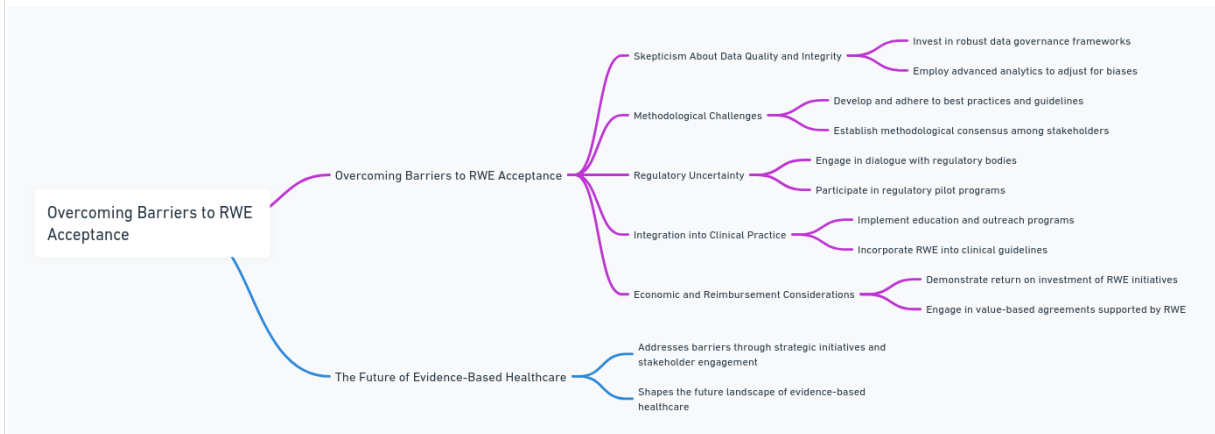 Overcoming Barriers to RWE
Acceptance
Overcoming Barriers to RWE Acceptance
Skepticism About Data Quality and Integrity
Invest in robust data governance frameworks
Employ advanced analytics to adjust for biases
Methodological Challenges
Develop and adhere to best practices and guidelines
Establish methodological consensus among stakeholders
Regulatory Uncertainty
Engage in dialogue with regulatory bodies
Participate in regulatory pilot programs
Integration into Clinical Practice
Implement education and outreach programs
Incorporate RWE into clinical guidelines
Economic and Reimbursement Considerations
Demonstrate return on investment of RWE initiatives
Engage in value-based agreements supported by RWE
The Future of Evidence-Based Healthcare
Addresses barriers through strategic initiatives and
stakeholder engagement
Shapes the future landscape of evidence-based
healthcare